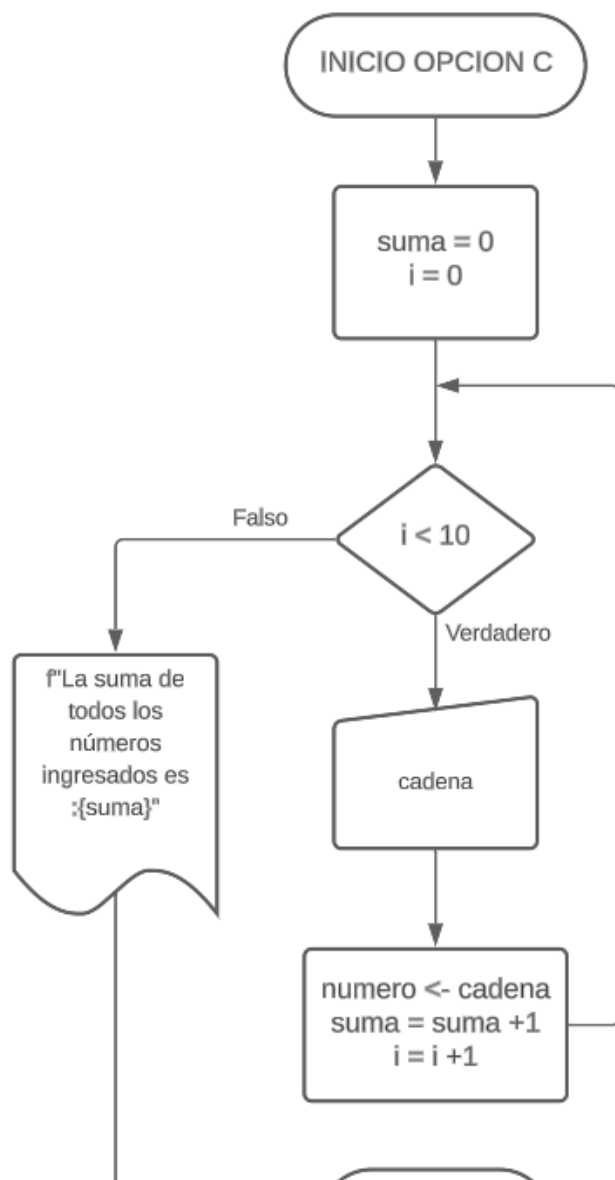 INICIO OPCION C
suma = 0
i = 0
i < 10
Falso
Verdadero
f"La suma de
todos los
números
ingresados es
:{suma}"
cadena
numero <- cadena
suma = suma +1
i = i +1